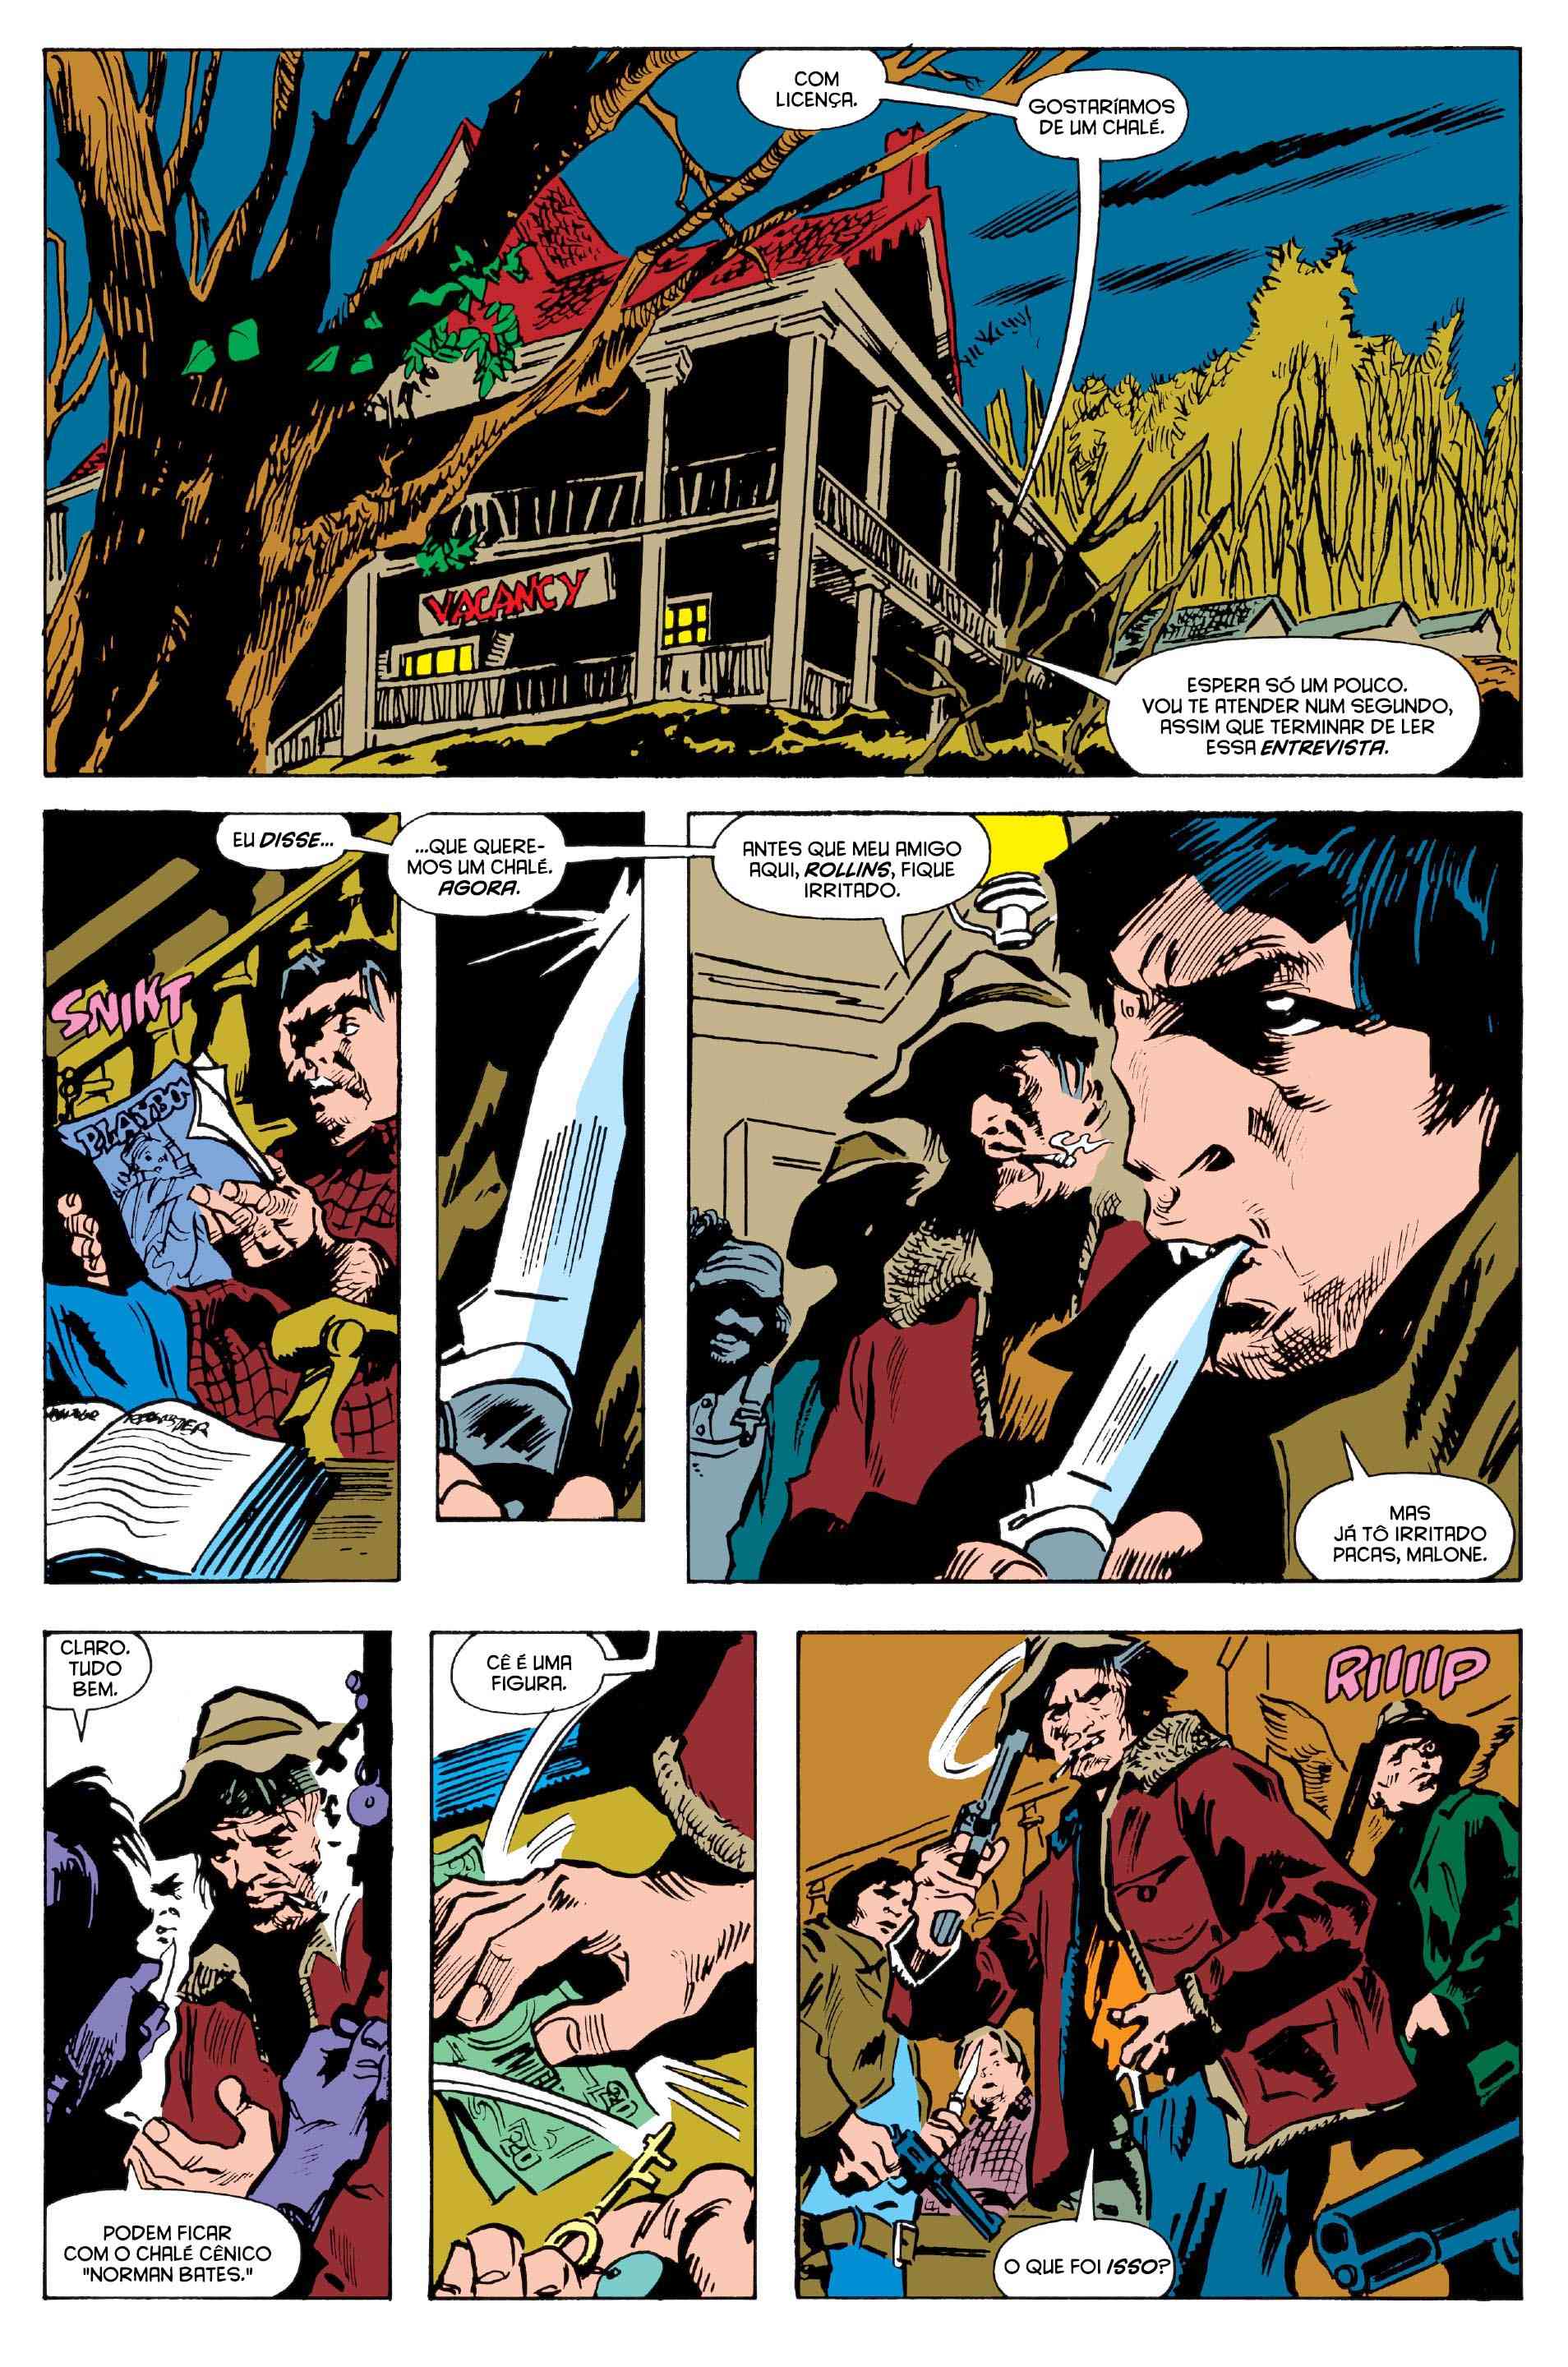 COM
LICENÇA.
GOSTARÍAMOS
DE UM CHALÉ.
VACANCY
ESPERA SÓ UM POUCO.
VOU TE ATENDER NUM SEGUNDO,
ASSIM QUE TERMINAR DE LER
ESSA ENTREVISTA.
EU DISSE...
...QUE QUERE-
MOS UM CHALÉ.
AGORA.
SNIKT
PLAYBO
ANTES QUE MEU AMIGO
AQUI, ROLLINS, FIQUE
IRRITADO.
MAS
JÁ TÔ IRRITADO
PACAS, MALONE.
CLARO.
TUDO
BEM.
PODEM FICAR
COM O CHALÉ CÊNICO
"NORMAN BATES."
CÊ É UMA
FIGURA.
RIIIIP
O QUE FOI ISSO?